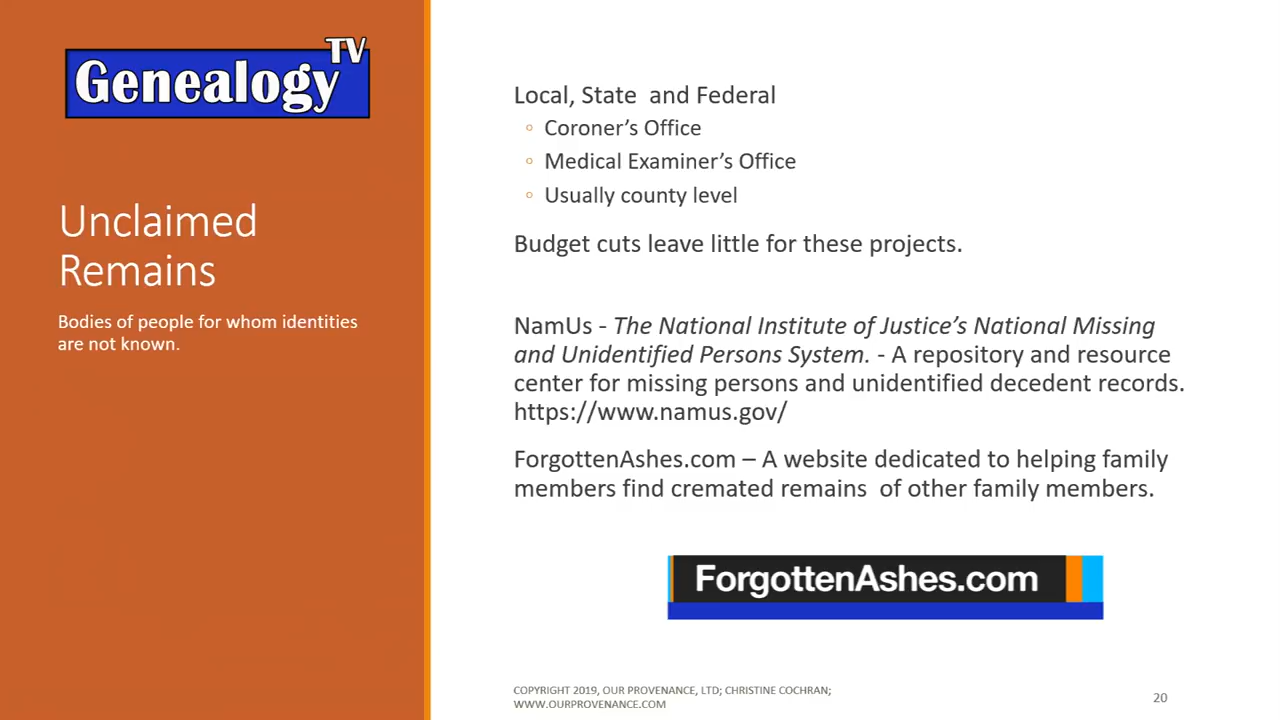 Genealogy TV
Unclaimed
Remains
Bodies of people for whom identities
are not known.
Local, State  and Federal
◦ Coroner’s Office
◦ Medical Examiner’s Office
◦ Usually county level
Budget cuts leave little for these projects.
NamUs - The National Institute of Justice’s National Missing
and Unidentified Persons System. - A repository and resource
center for missing persons and unidentified decedent records.
https://www.namus.gov/
ForgottenAshes.com – A website dedicated to helping family
members find cremated remains  of other family members.
ForgottenAshes.com
COPYRIGHT 2019, OUR PROVENANCE, LTD; CHRISTINE COCHRAN;
WWW.OURPROVENANCE.COM
20